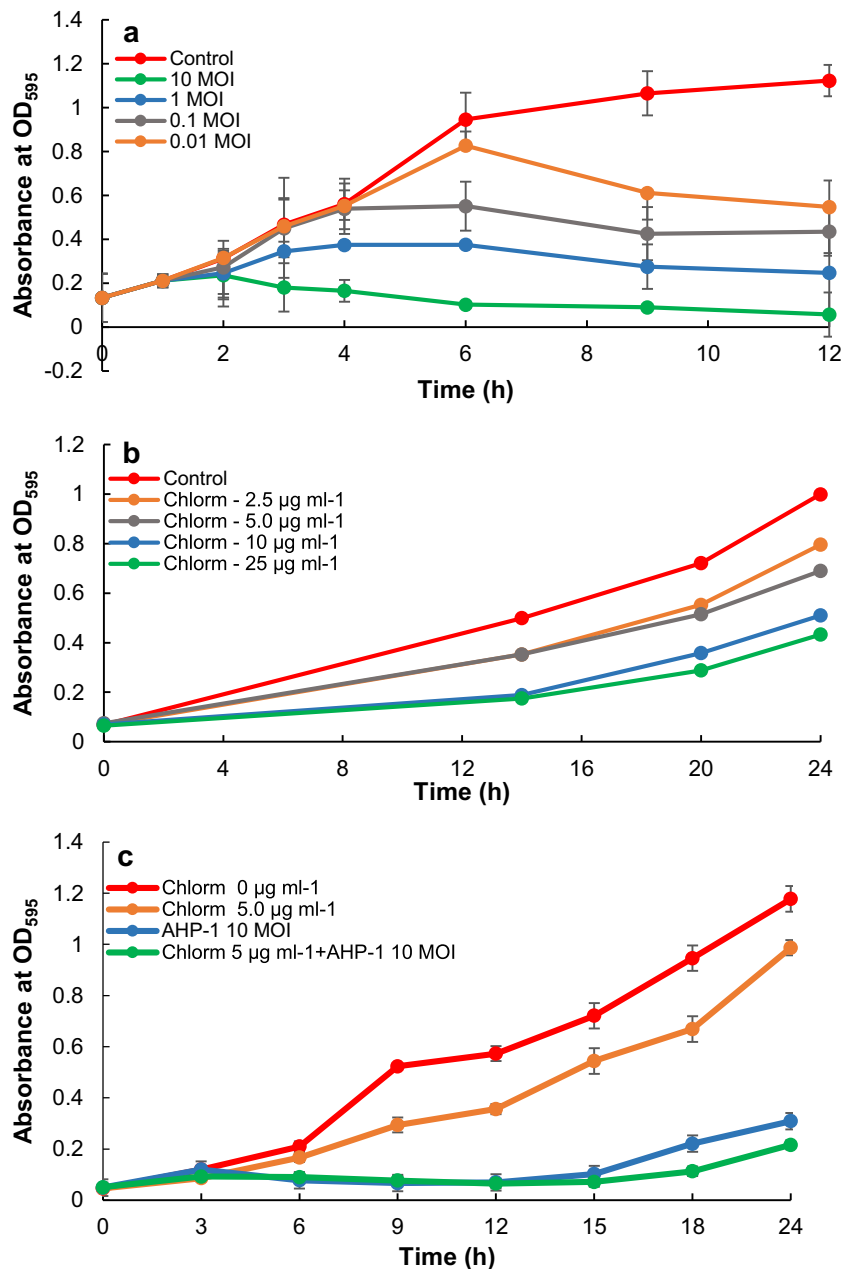 a
Control
10 MOI
1 MOI
0.1 MOI
0.01 MOI
1.4
1.2
1
0.8
0.6
0.4
0.2
0
-0.2
0 2 4 6 8 10 12
Absorbance at OD595
Time (h)
b
Control
Chlorm - 2.5 µg ml-1
Chlorm - 5.0 µg ml-1
Chlorm - 10 µg ml-1
Chlorm - 25 µg ml-1
1.2
1
0.8
0.6
0.4
0.2
0
0 4 8 12 16 20 24
Absorbance at OD595
Time (h)
c
Chlorm 0 µg ml-1
Chlorm 5.0 µg ml-1
AHP-1 10 MOI
Chlorm 5 µg ml-1+AHP-1 10 MOI
1.4
1.2
1
0.8
0.6
0.4
0.2
0
0 3 6 9 12 15 18 24
Absorbance at OD595
Time (h)